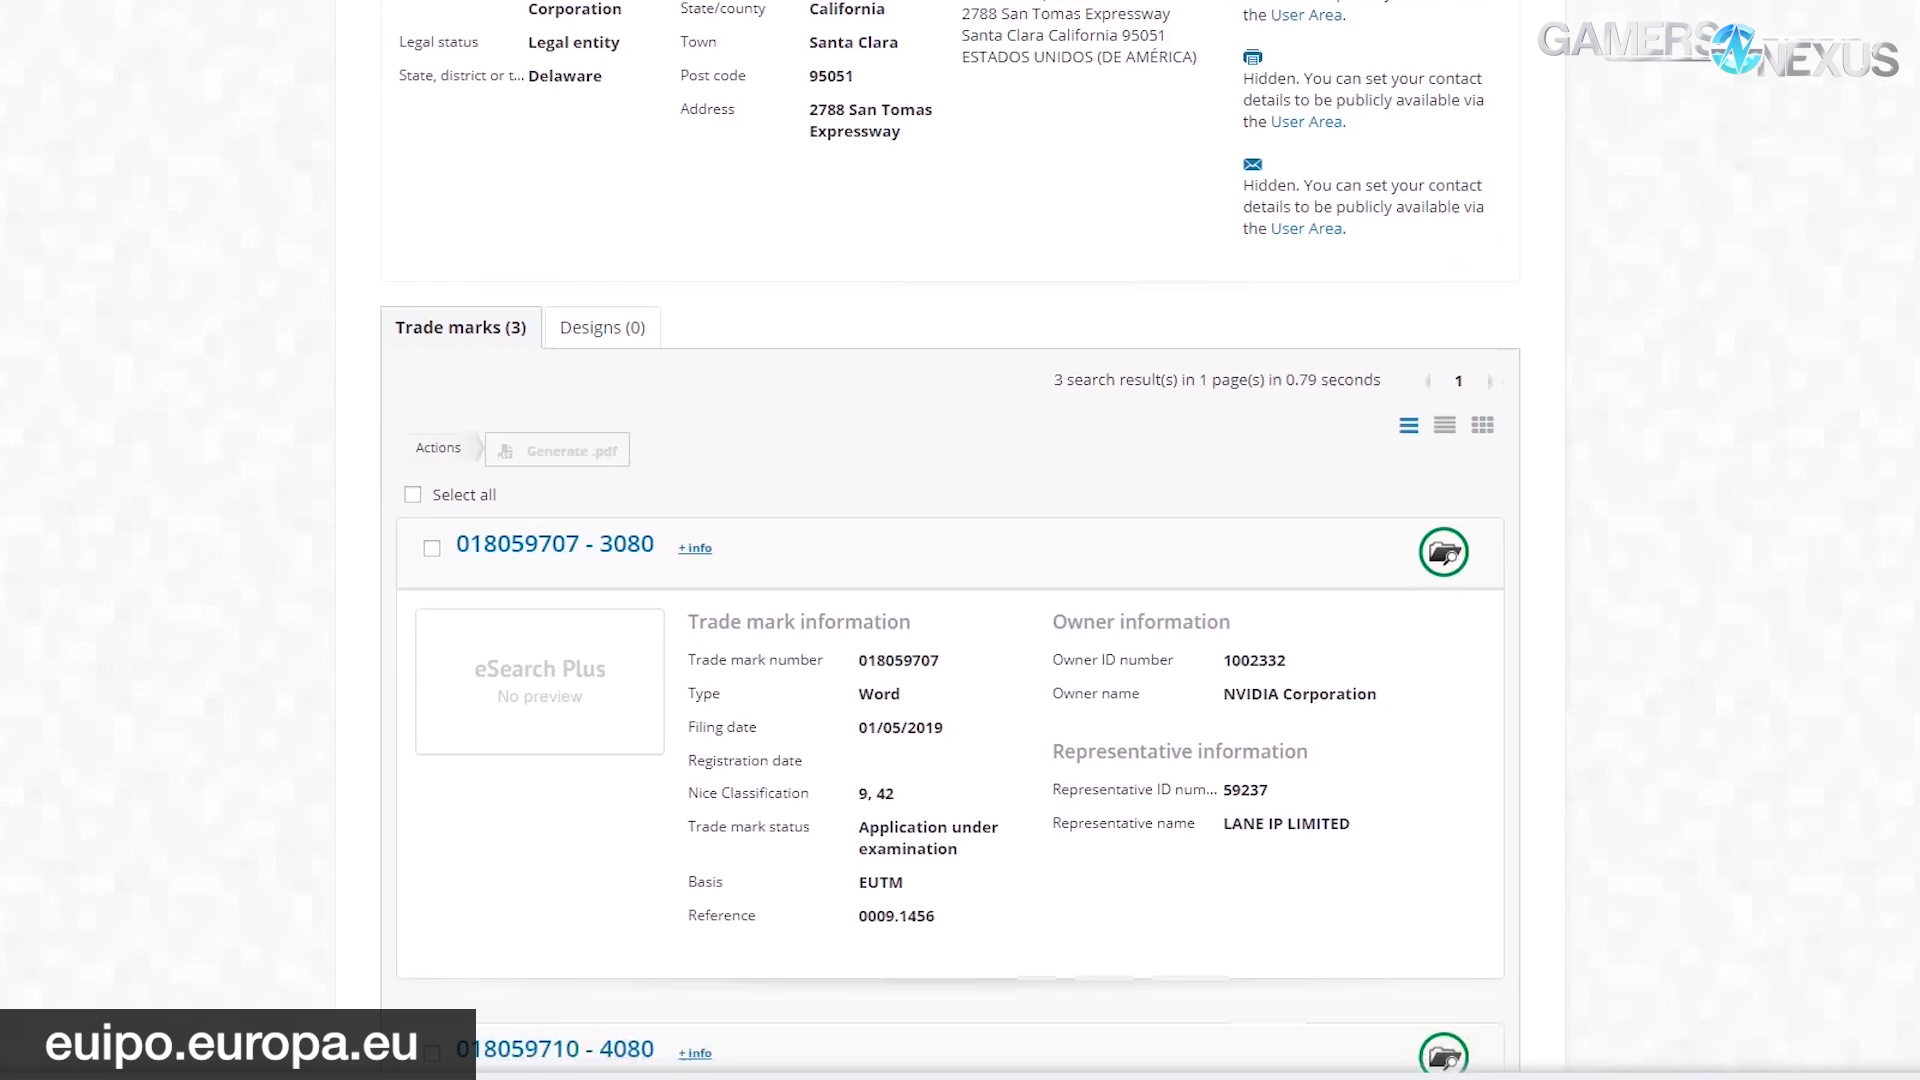 Corporation
State/county
California
2788 San Tomas Expressway
Santa Clara California 95051
ESTADOS UNIDOS (DE AMÉRICA)
the User Area.
GAMERS NEXUS
Legal status
Legal entity
Town
Santa Clara
State, district or t...
Delaware
Post code
95051
Address
2788 San Tomas
Expressway
Hidden. You can set your contact
details to be publicly available via
the User Area.
Hidden. You can set your contact
details to be publicly available via
the User Area.
Trade marks (3)
Designs (0)
3 search result(s) in 1 page(s) in 0.79 seconds
1
Actions
Generate .pdf
Select all
018059707 - 3080
+ info
eSearch Plus
No preview
Trade mark information
Trade mark number
018059707
Type
Word
Filing date
01/05/2019
Registration date
Nice Classification
9, 42
Trade mark status
Application under
examination
Basis
EUTM
Reference
0009.1456
Owner information
Owner ID number
1002332
Owner name
NVIDIA Corporation
Representative information
Representative ID num...
59237
Representative name
LANE IP LIMITED
018059710 - 4080
+ info
euipo.europa.eu